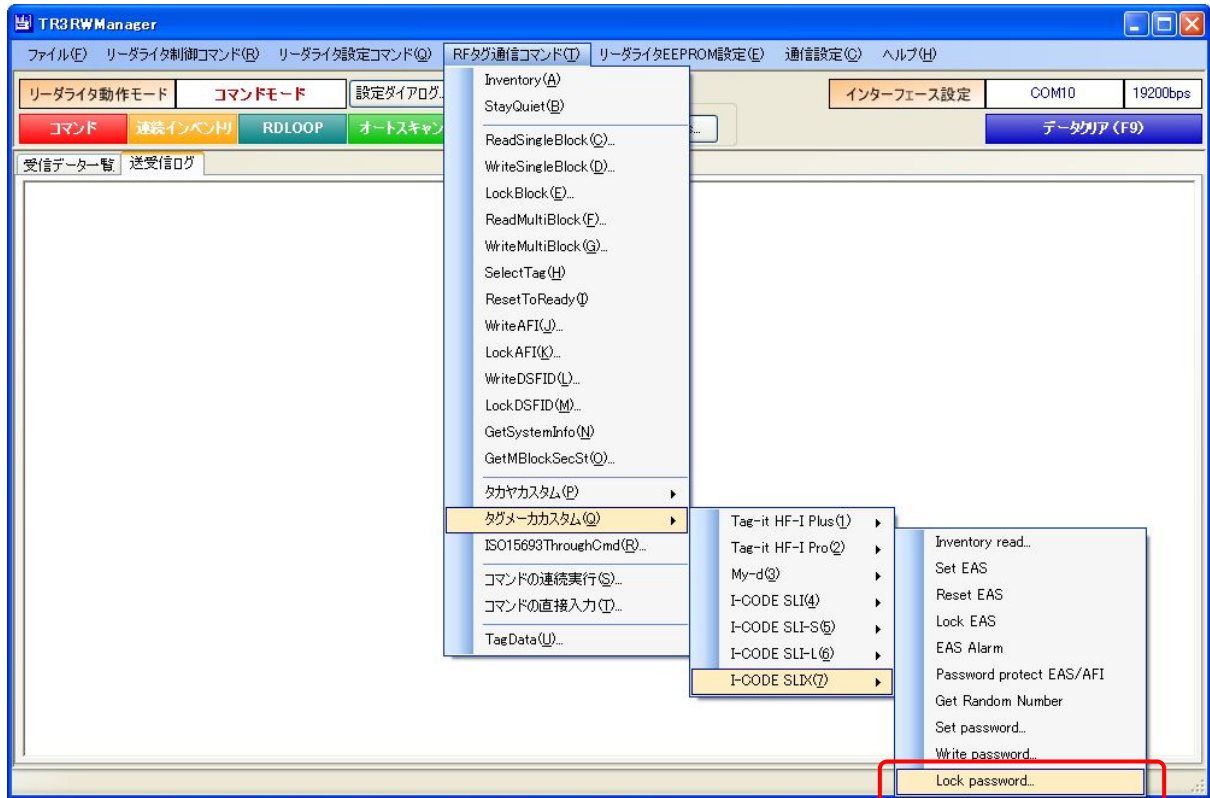 TR3RWManager
ファイル(F) リーダライタ制御コマンド(R) リーダライタ設定コマンド(Q) RFタグ通信コマンド(T) リーダライタEEPROM設定(E) 通信設定(C) ヘルプ(H)
リーダライタ動作モード コマンドモード 設定ダイアログ. インターフェース設定 COM10 19200bps
コマンド 連続インベントリ RDLOOP オートスキャン データクリア(F9)
受信データ一覧 送受信ログ
Inventory(A)
StayQuiet(B)
ReadSingleBlock(C)...
WriteSingleBlock(D)...
LockBlock(E)...
ReadMultiBlock(F)...
WriteMultiBlock(G)...
SelectTag(H)
ResetToReady(I)
WriteAFI(J)...
LockAFI(K)...
WriteDSFID(L)...
LockDSFID(M)...
GetSystemInfo(N)
GetMBlockSecSt(O)...
タカヤカスタム(P)
タグメーカカスタム(Q)
ISO15693ThroughCmd(R)...
コマンドの連続実行(S)...
コマンドの直接入力(T)...
TagData(U)...
Tag-it HF-I Plus(1)
Tag-it HF-I Pro(2)
My-d(3)
I-CODE SLI(4)
I-CODE SLI-S(5)
I-CODE SLI-L(6)
I-CODE SLIX(7)
Inventory read...
Set EAS
Reset EAS
Lock EAS
EAS Alarm
Password protect EAS/AFI
Get Random Number
Set password...
Write password...
Lock password...